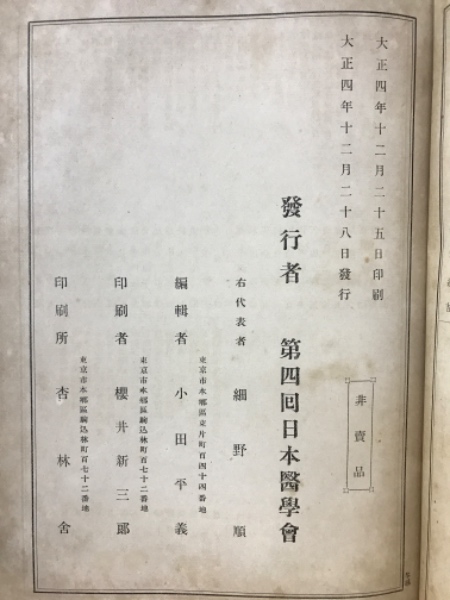 大正四年十二月二十五日印刷
大正四年十二月二十八日發行
非賣品
發行者 第四囘日本醫學會
右代表者 細野順
東京市本郷區東片町百四十四番地
編輯者 小田平義
東京市本郷區駒込林町百七十二番地
印刷者 櫻井新三郎
東京市本郷區駒込林町百七十二番地
印刷所 杏林舍